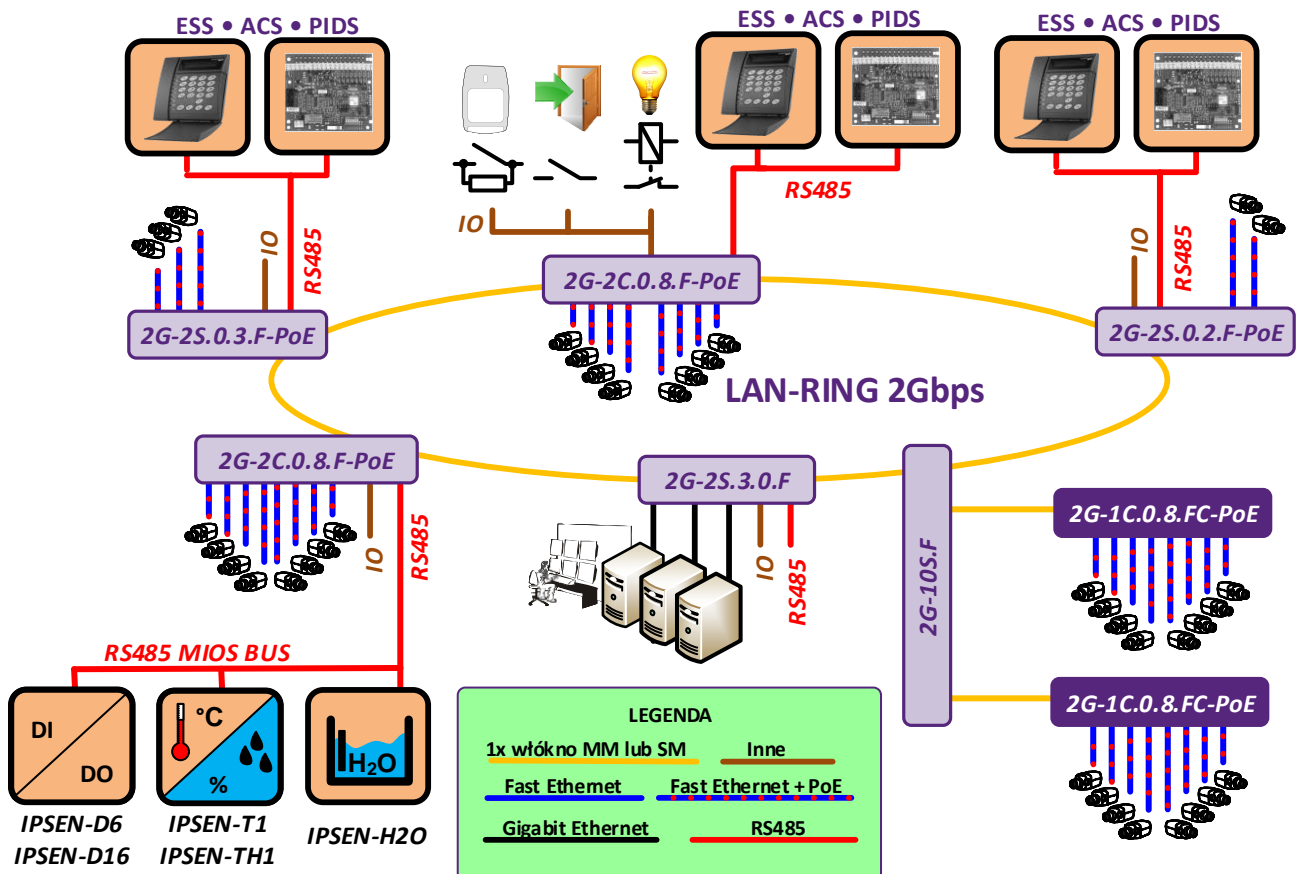 ESS • ACS • PIDS
ESS • ACS • PIDS
RS485
IO
IO
RS485
IO
RS485
2G-2C.0.8.F-PoE
2G-2S.0.3.F-PoE
2G-2S.0.2.F-PoE
LAN-RING 2Gbps
2G-2C.0.8.F-PoE
2G-2S.3.0.F
2G-10S.F
2G-1C.0.8.FC-PoE
IO
RS485
IO
RS485
RS485 MIOS BUS
2G-1C.0.8.FC-PoE
DI
DO
°C
%
H₂O
LEGENDA
1x włókno MM lub SM
Inne
Fast Ethernet
Fast Ethernet + PoE
Gigabit Ethernet
RS485
IPSEN-D6
IPSEN-D16
IPSEN-T1
IPSEN-TH1
IPSEN-H2O